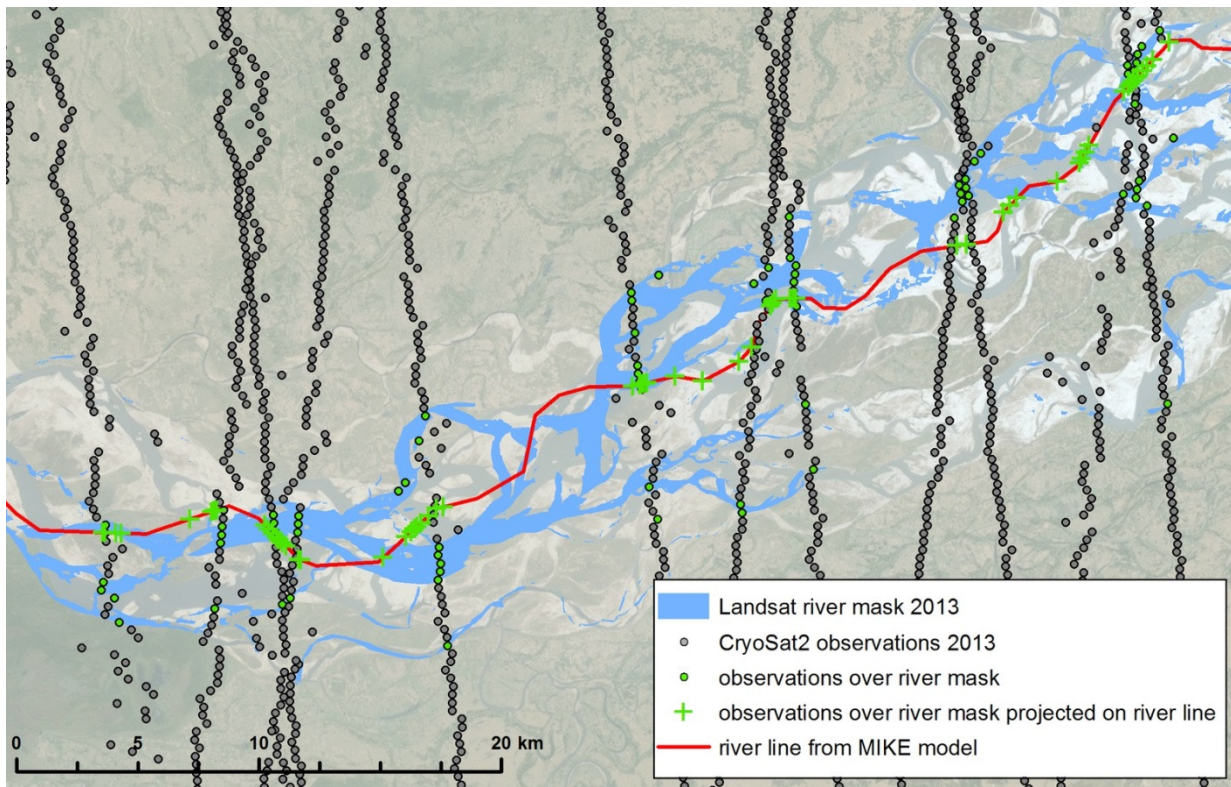 Landsat river mask 2013
CryoSat2 observations 2013
observations over river mask
observations over river mask projected on river line
river line from MIKE model
0 5 10 20 km